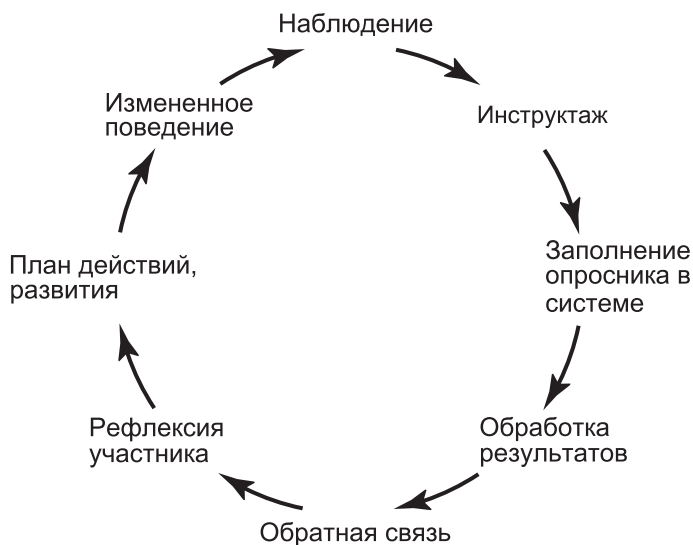 Наблюдение
Инструктаж
Заполнение
опросника в
системе
Обработка
результатов
Обратная связь
Рефлексия
участника
План действий,
развития
Измененное
поведение